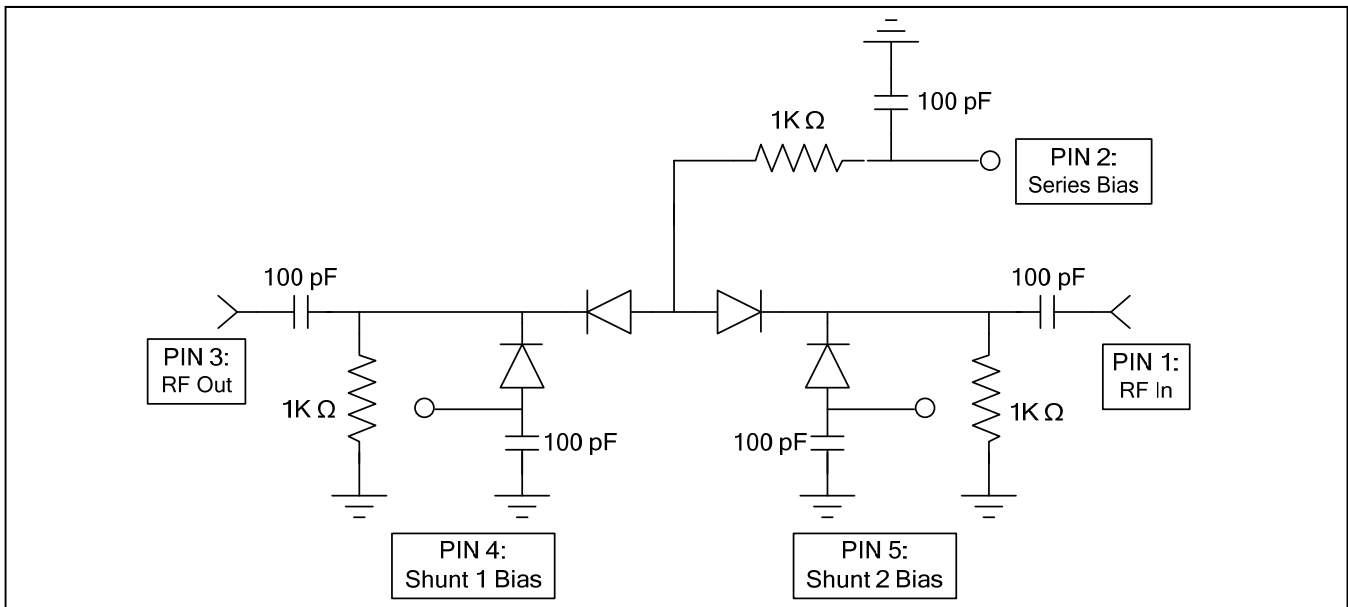 100 pF
1K Ω
PIN 2:
Series Bias
100 pF
100 pF
PIN 3:
RF Out
PIN 1:
RF In
1K Ω
1K Ω
100 pF
100 pF
PIN 4:
Shunt 1 Bias
PIN 5:
Shunt 2 Bias